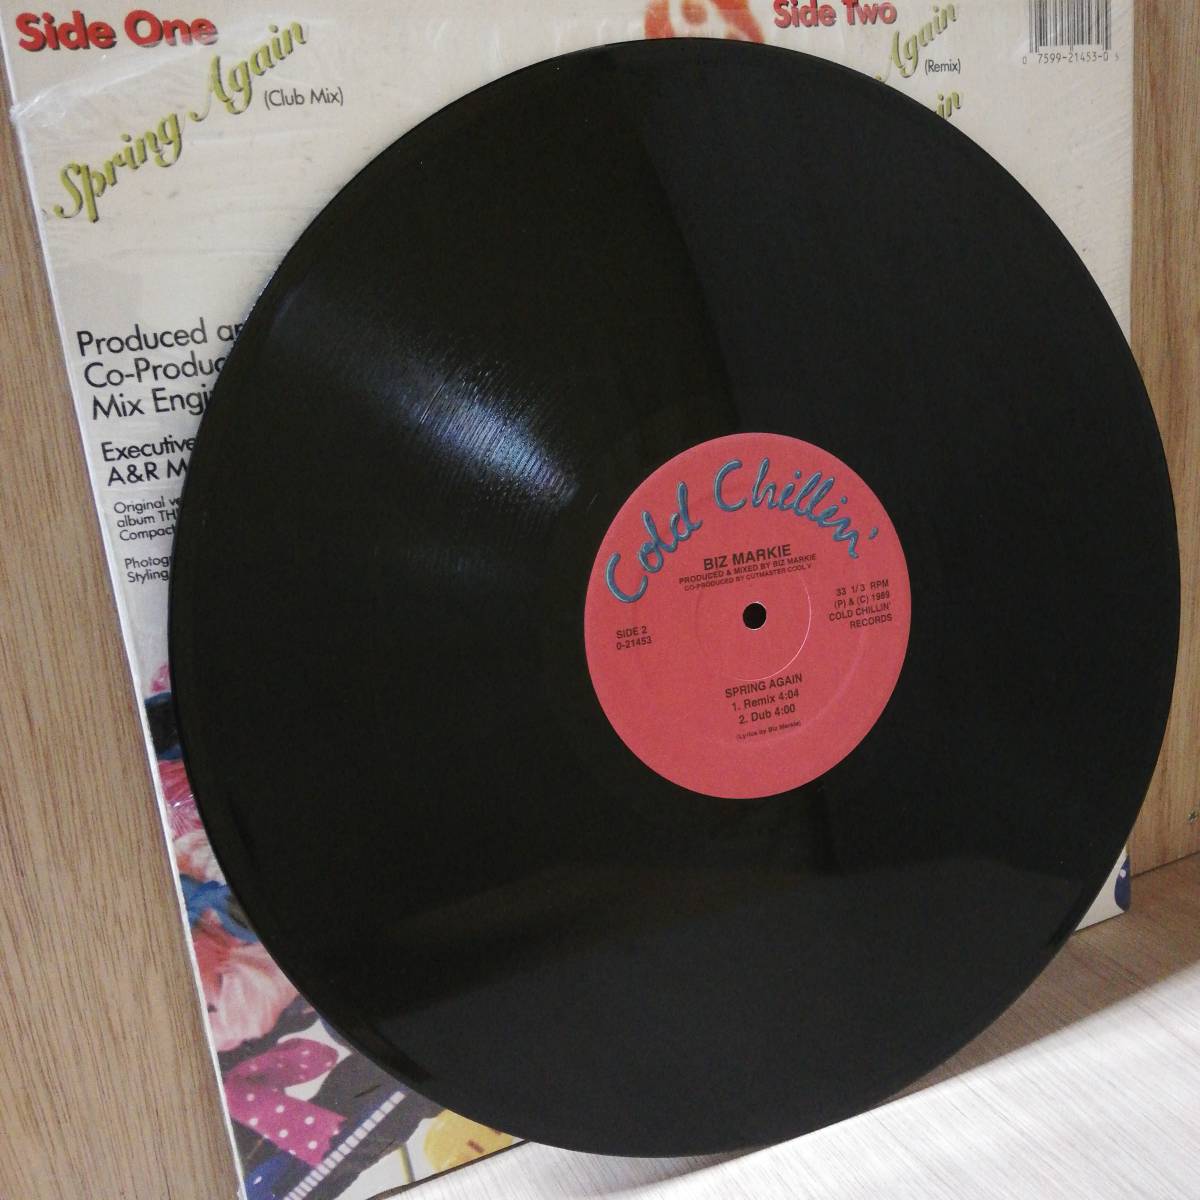 Side One
Spring Again
(Club Mix)
Side Two
Again
(Remix)
0 7599-21453-0 5
Produced
Co-Produc
Mix Engi
Executive
A&R M
Original
album TH
Compact
Photog
Styling
Cold Chillin'
BIZ MARKIE
PRODUCED & MIXED BY BIZ MARKIE
CO-PRODUCED BY CUTMASTER COOL V
33 1/3 RPM
(P) & (C) 1989
COLD CHILLIN'
RECORDS
SIDE 2
0-21453
SPRING AGAIN
1. Remix 4:04
2. Dub 4:00
(Lyrics by Biz Markie)